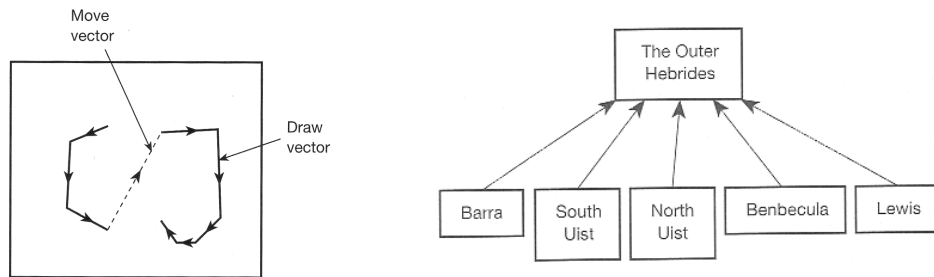 Move
vector
Draw
vector
The Outer
Hebrides
Barra
South
Uist
North
Uist
Benbecula
Lewis